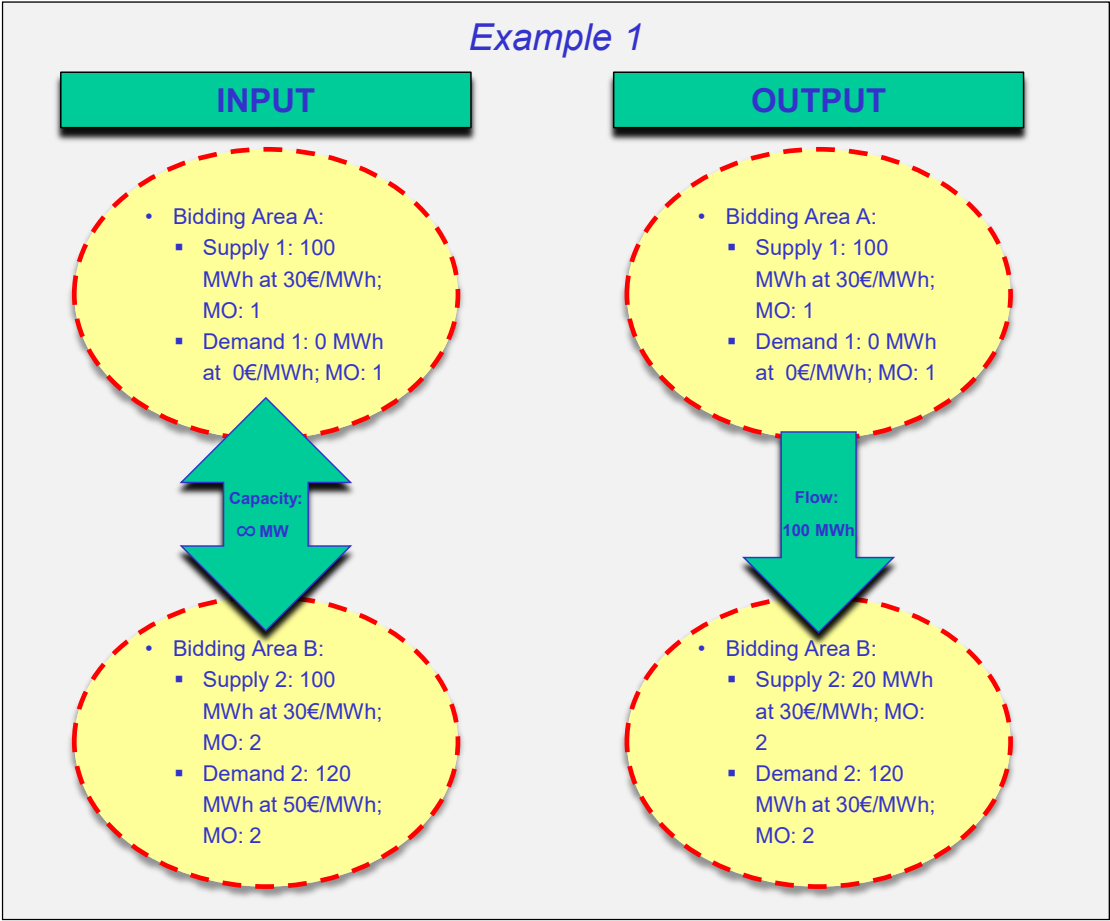 Example 1
INPUT
• Bidding Area A:
▪ Supply 1: 100
MWh at 30€/MWh;
MO: 1
▪ Demand 1: 0 MWh
at 0€/MWh; MO: 1
Capacity:
∞ MW
• Bidding Area B:
▪ Supply 2: 100
MWh at 30€/MWh;
MO: 2
▪ Demand 2: 120
MWh at 50€/MWh;
MO: 2
OUTPUT
• Bidding Area A:
▪ Supply 1: 100
MWh at 30€/MWh;
MO: 1
▪ Demand 1: 0 MWh
at 0€/MWh; MO: 1
Flow:
100 MWh
• Bidding Area B:
▪ Supply 2: 20 MWh
at 30€/MWh; MO:
2
▪ Demand 2: 120
MWh at 30€/MWh;
MO: 2